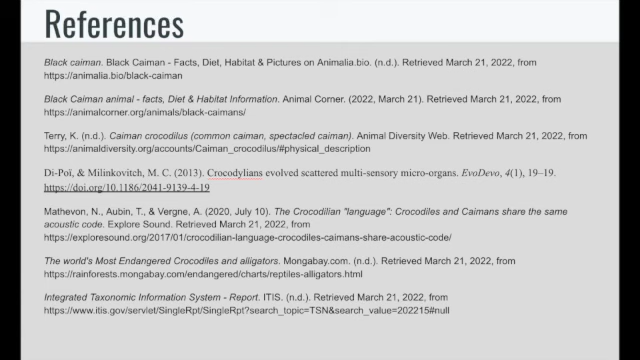 References
Black caiman. Black Caiman - Facts, Diet, Habitat & Pictures on Animalia.bio. (n.d.). Retrieved March 21, 2022, from
https://animalia.bio/black-caiman
Black Caiman animal - facts, Diet & Habitat Information. Animal Corner. (2022, March 21). Retrieved March 21, 2022, from
https://animalcorner.org/animals/black-caimans/
Terry, K. (n.d.). Caiman crocodilus (common caiman, spectacled caiman). Animal Diversity Web. Retrieved March 21, 2022, from
https://animaldiversity.org/accounts/Caiman_crocodilus/#physical_description
Di-Poï, & Milinkovitch, M. C. (2013). Crocodylians evolved scattered multi-sensory micro-organs. EvoDevo, 4(1), 19–19.
https://doi.org/10.1186/2041-9139-4-19
Mathevon, N., Aubin, T., & Vergne, A. (2020, July 10). The Crocodilian "language": Crocodiles and Caimans share the same
acoustic code. Explore Sound. Retrieved March 21, 2022, from
https://exploresound.org/2017/01/crocodilian-language-crocodiles-caimans-share-acoustic-code/
The world's Most Endangered Crocodiles and alligators. Mongabay.com. (n.d.). Retrieved March 21, 2022, from
https://rainforests.mongabay.com/endangered/charts/reptiles-alligators.html
Integrated Taxonomic Information System - Report. ITIS. (n.d.). Retrieved March 21, 2022, from
https://www.itis.gov/servlet/SingleRpt/SingleRpt?search_topic=TSN&search_value=202215#null